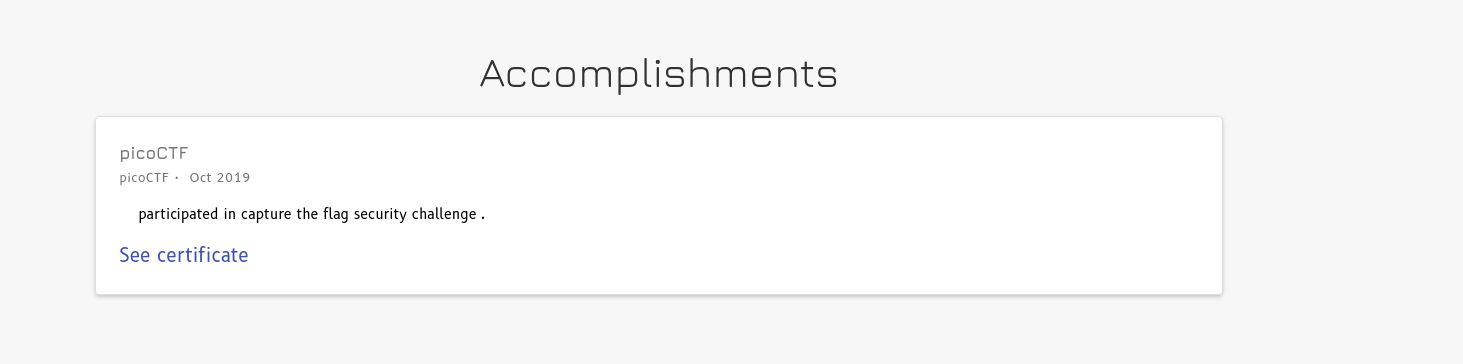 Accomplishments
picoCTF
picoCTF · Oct 2019
participated in capture the flag security challenge .
See certificate